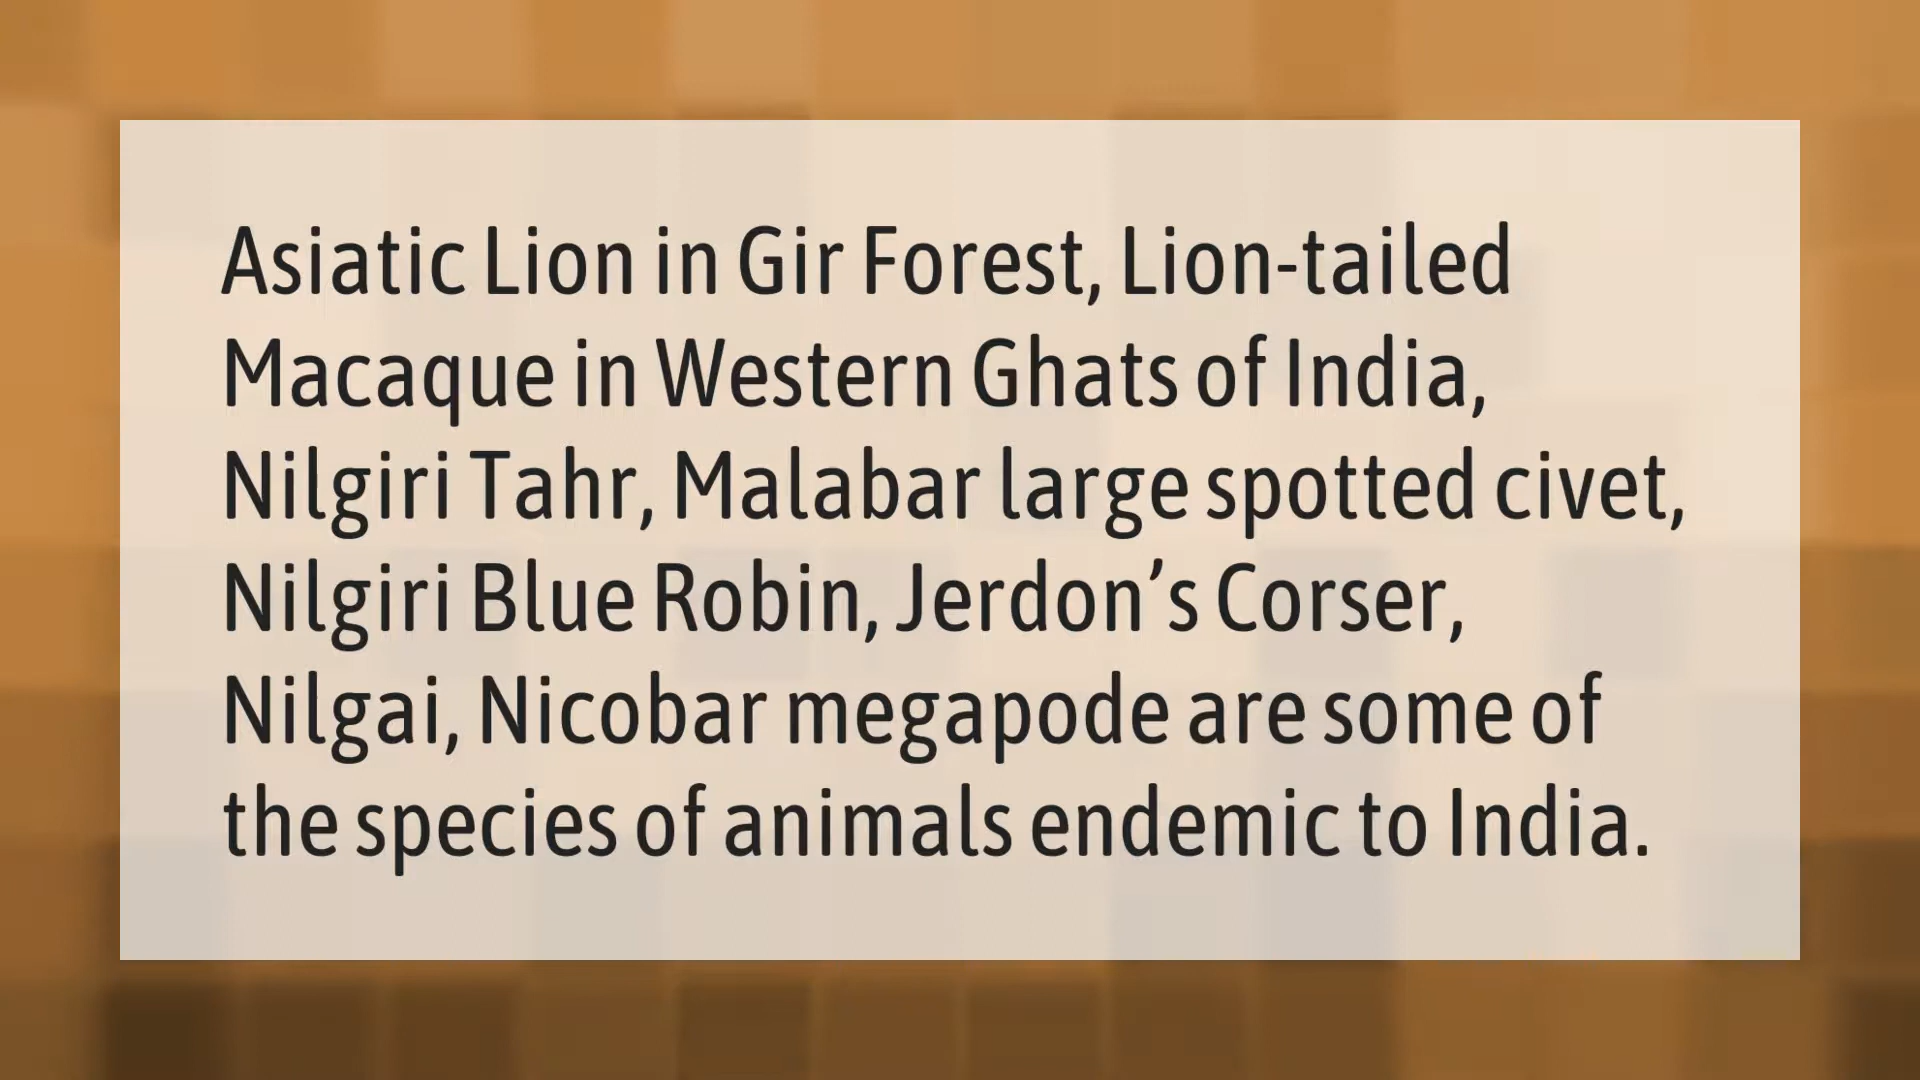 Asiatic Lion in Gir Forest, Lion-tailed
Macaque in Western Ghats of India,
Nilgiri Tahr, Malabar large spotted civet,
Nilgiri Blue Robin, Jerdon’s Corser,
Nilgai, Nicobar megapode are some of
the species of animals endemic to India.